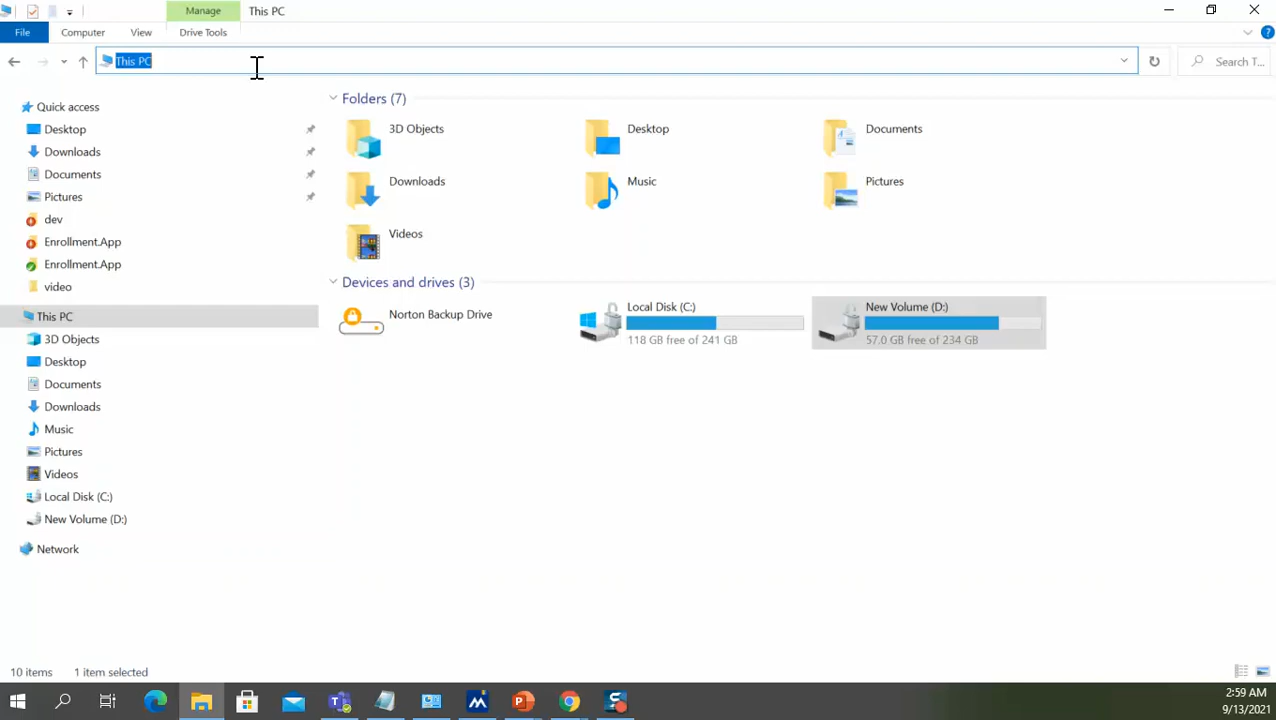 Manage
This PC
File
Computer
View
Drive Tools
This PC
Search T...
Quick access
Desktop
Downloads
Documents
Pictures
dev
Enrollment.App
Enrollment.App
video
This PC
3D Objects
Desktop
Documents
Downloads
Music
Pictures
Videos
Local Disk (C:)
New Volume (D:)
Network
Folders (7)
3D Objects
Desktop
Documents
Downloads
Music
Pictures
Videos
Devices and drives (3)
Norton Backup Drive
Local Disk (C:)
118 GB free of 241 GB
New Volume (D:)
57.0 GB free of 234 GB
10 items
1 item selected
2:59 AM
9/13/2021